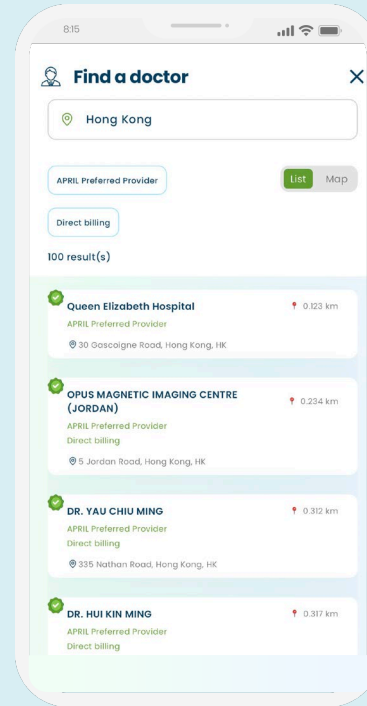 8:15
Find a doctor
Hong Kong
APRIL Preferred Provider
List Map
Direct billing
100 result(s)
Queen Elizabeth Hospital 0.123 km
APRIL Preferred Provider
30 Gascoigne Road, Hong Kong, HK
OPUS MAGNETIC IMAGING CENTRE
(JORDAN) 0.234 km
APRIL Preferred Provider
Direct billing
5 Jordan Road, Hong Kong, HK
DR. YAU CHIU MING 0.312 km
APRIL Preferred Provider
Direct billing
335 Nathan Road, Hong Kong, HK
DR. HUI KIN MING 0.317 km
APRIL Preferred Provider
Direct billing